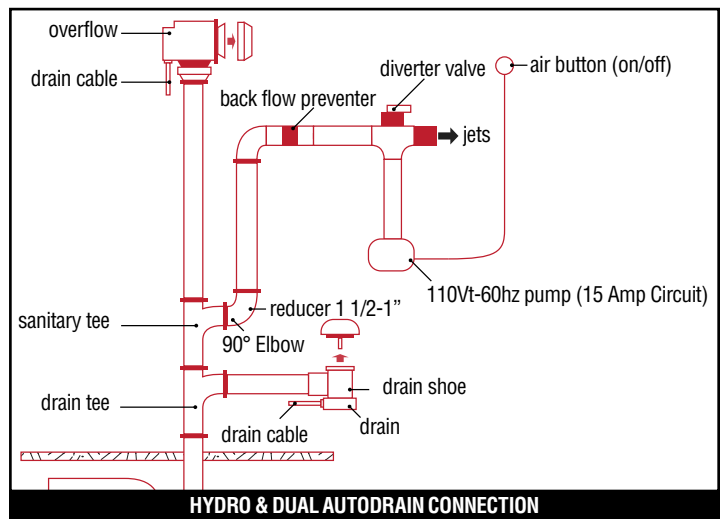 overflow
drain cable
back flow preventer
diverter valve
air button (on/off)
jets
110Vt-60hz pump (15 Amp Circuit)
sanitary tee
reducer 1 1/2-1”
90° Elbow
drain tee
drain shoe
drain cable
drain
HYDRO & DUAL AUTODRAIN CONNECTION